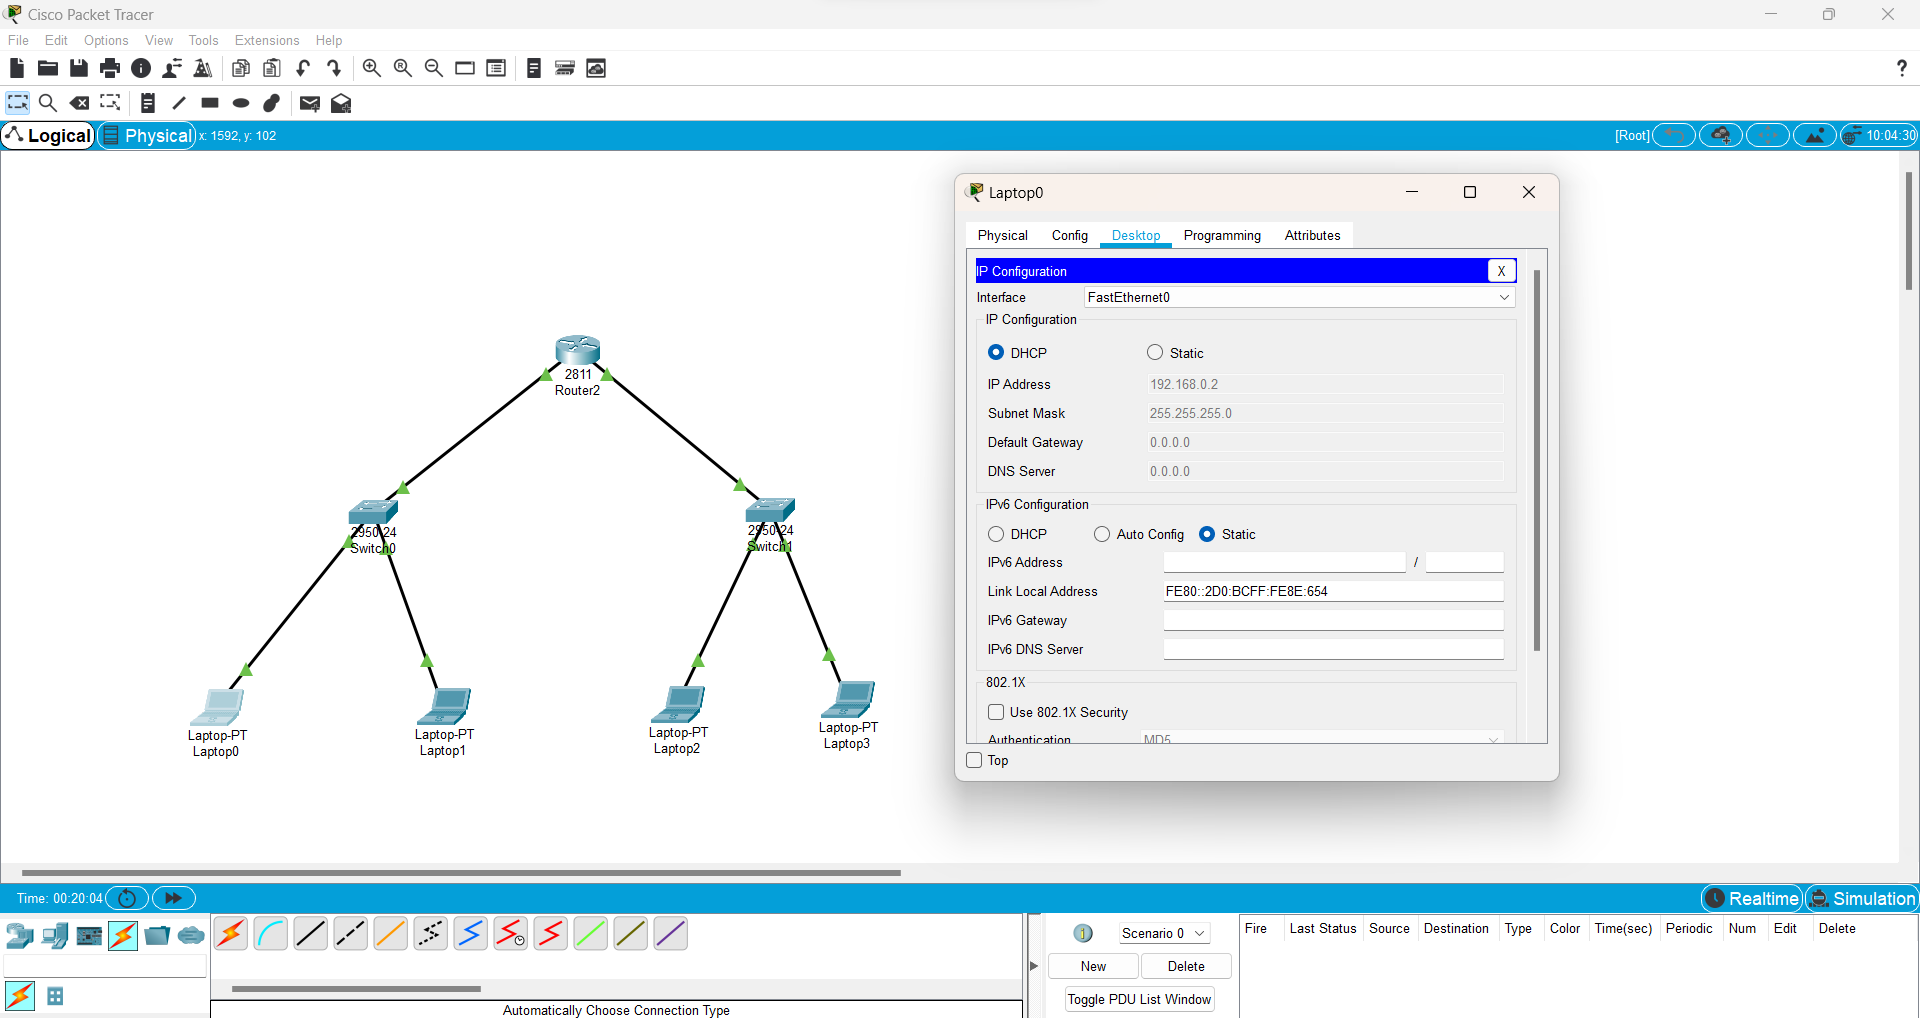 Cisco Packet Tracer
File Edit Options View Tools Extensions Help
Logical Physical x: 1592, y: 102 [Root] 10:04:30
Laptop0
Physical Config Desktop Programming Attributes
IP Configuration X
Interface FastEthernet0
IP Configuration
DHCP Static
IP Address 192.168.0.2
Subnet Mask 255.255.255.0
Default Gateway 0.0.0.0
DNS Server 0.0.0.0
IPv6 Configuration
DHCP Auto Config Static
IPv6 Address /
Link Local Address FE80::2D0:BCFF:FE8E:654
IPv6 Gateway
IPv6 DNS Server
802.1X
Use 802.1X Security
Authentication MD5
Top
2811
Router2
2950-24
Switch0
2950-24
Switch1
Laptop-PT
Laptop0
Laptop-PT
Laptop1
Laptop-PT
Laptop2
Laptop-PT
Laptop3
Time: 00:20:04 Realtime Simulation
Scenario 0
New Delete
Toggle PDU List Window
Fire Last Status Source Destination Type Color Time(sec) Periodic Num Edit Delete
Automatically Choose Connection Type